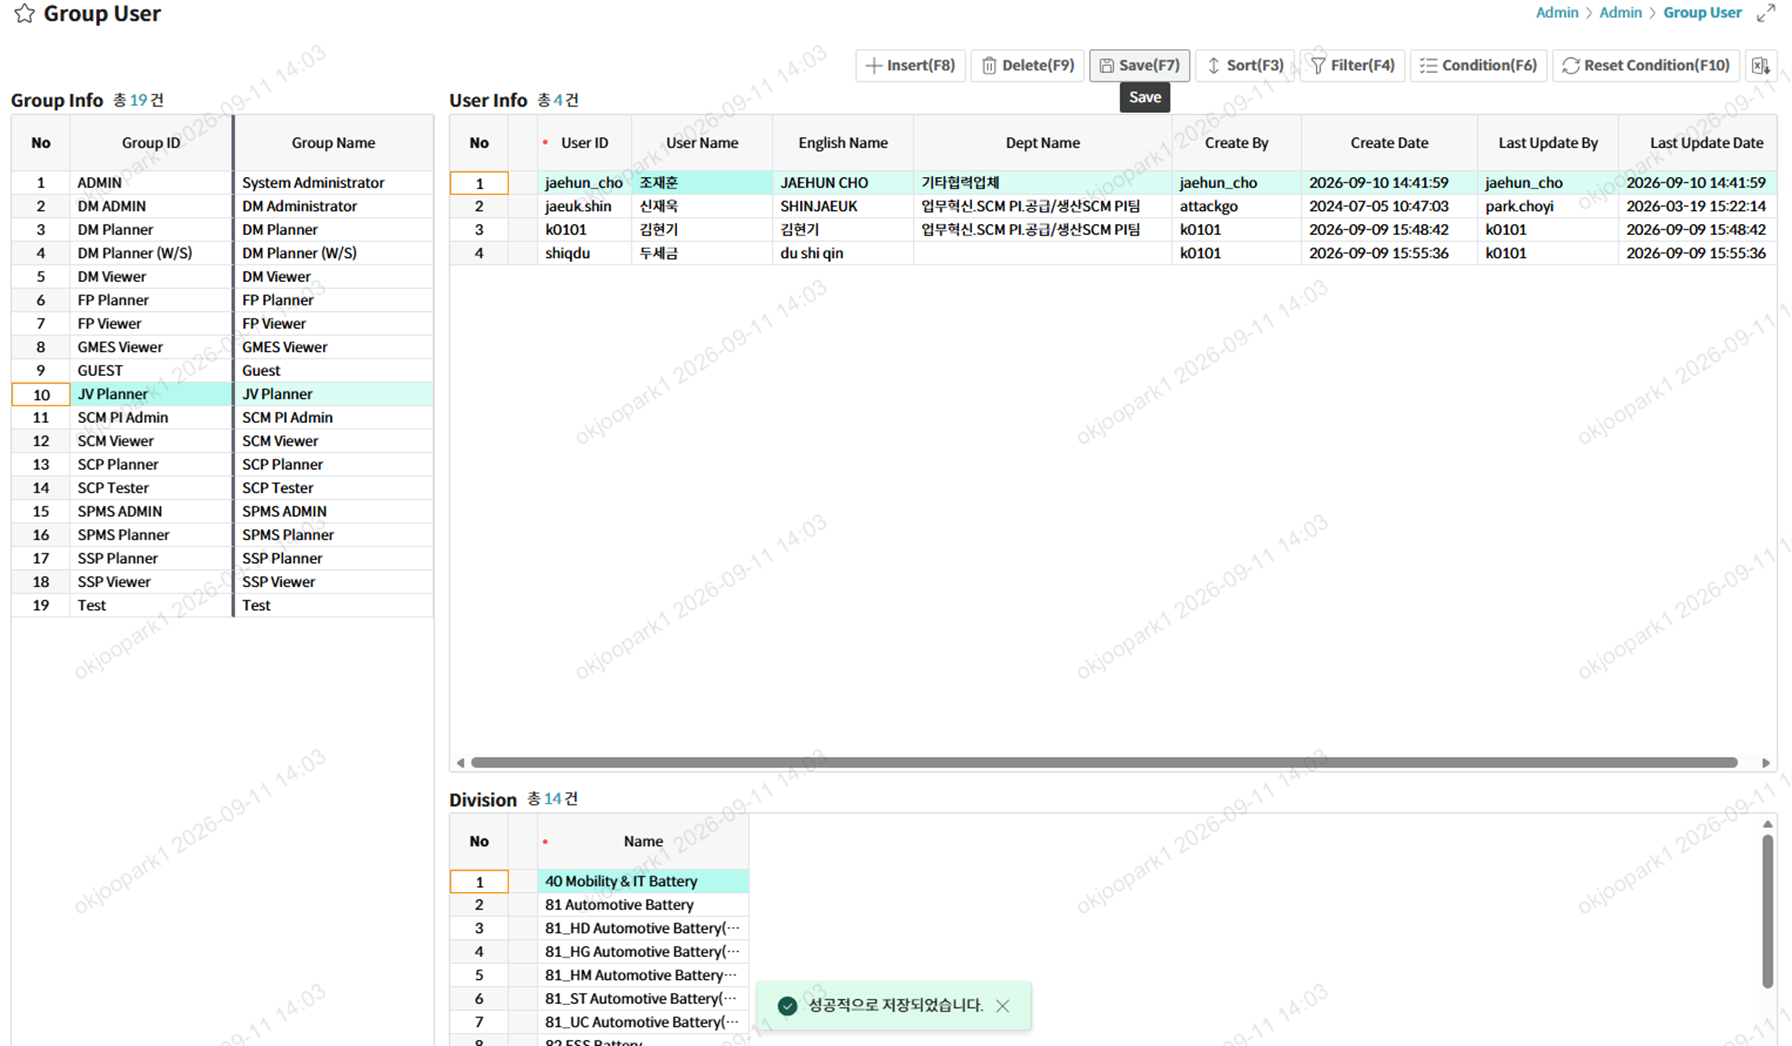 Group User
Admin > Admin > Group User
Insert(F8) Delete(F9) Save(F7) Sort(F3) Filter(F4) Condition(F6) Reset Condition(F10)
Save
Group Info 총 19 건
No Group ID Group Name
1 ADMIN System Administrator
2 DM ADMIN DM Administrator
3 DM Planner DM Planner
4 DM Planner (W/S) DM Planner (W/S)
5 DM Viewer DM Viewer
6 FP Planner FP Planner
7 FP Viewer FP Viewer
8 GMES Viewer GMES Viewer
9 GUEST Guest
10 JV Planner JV Planner
11 SCM PI Admin SCM PI Admin
12 SCM Viewer SCM Viewer
13 SCP Planner SCP Planner
14 SCP Tester SCP Tester
15 SPMS ADMIN SPMS ADMIN
16 SPMS Planner SPMS Planner
17 SSP Planner SSP Planner
18 SSP Viewer SSP Viewer
19 Test Test
User Info 총 4 건
No User ID User Name English Name Dept Name Create By Create Date Last Update By Last Update Date
1 jaehun_cho 조재훈 JAEHUN CHO 기타협력업체 jaehun_cho 2026-09-10 14:41:59 jaehun_cho 2026-09-10 14:41:59
2 jaeuk.shin 신재욱 SHINJAEUK 업무혁신.SCM PI.공급/생산SCM PI팀 attackgo 2024-07-05 10:47:03 park.choyi 2026-03-19 15:22:14
3 k0101 김현기 김현기 업무혁신.SCM PI.공급/생산SCM PI팀 k0101 2026-09-09 15:48:42 k0101 2026-09-09 15:48:42
4 shiqdu 두세금 du shi qin k0101 2026-09-09 15:55:36 k0101 2026-09-09 15:55:36
Division 총 14 건
No Name
1 40 Mobility & IT Battery
2 81 Automotive Battery
3 81_HD Automotive Battery(···
4 81_HG Automotive Battery(···
5 81_HM Automotive Battery···
6 81_ST Automotive Battery(···
7 81_UC Automotive Battery(···
8 82 ESS Battery
성공적으로 저장되었습니다.
okjoopark1 2026-09-11 14:03